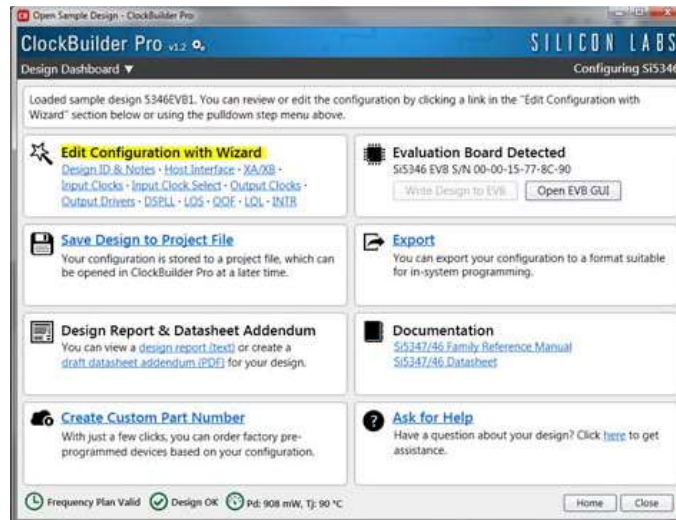 Open Sample Design - ClockBuilder Pro
ClockBuilder Pro v1.2
SILICON LABS
Design Dashboard ▼
Configuring Si5346
Loaded sample design 5346EVB1. You can review or edit the configuration by clicking a link in the "Edit Configuration with
Wizard" section below or using the pulldown step menu above.
Edit Configuration with Wizard
Design ID & Notes · Host Interface · XA/XB ·
Input Clocks · Input Clock Select · Output Clocks ·
Output Drivers · DSPLL · LOS · OOF · LOL · INTR
Evaluation Board Detected
Si5346 EVB S/N 00-00-15-77-8C-90
Write Design to EVB
Open EVB GUI
Save Design to Project File
Your configuration is stored to a project file, which can
be opened in ClockBuilder Pro at a later time.
Export
You can export your configuration to a format suitable
for in-system programming.
Design Report & Datasheet Addendum
You can view a design report (text) or create a
draft datasheet addendum (PDF) for your design.
Documentation
Si5347/46 Family Reference Manual
Si5347/46 Datasheet
Create Custom Part Number
With just a few clicks, you can order factory pre-
programmed devices based on your configuration.
Ask for Help
Have a question about your design? Click here to get
assistance.
Frequency Plan Valid
Design OK
Pd: 908 mW, Tj: 90 °C
Home
Close